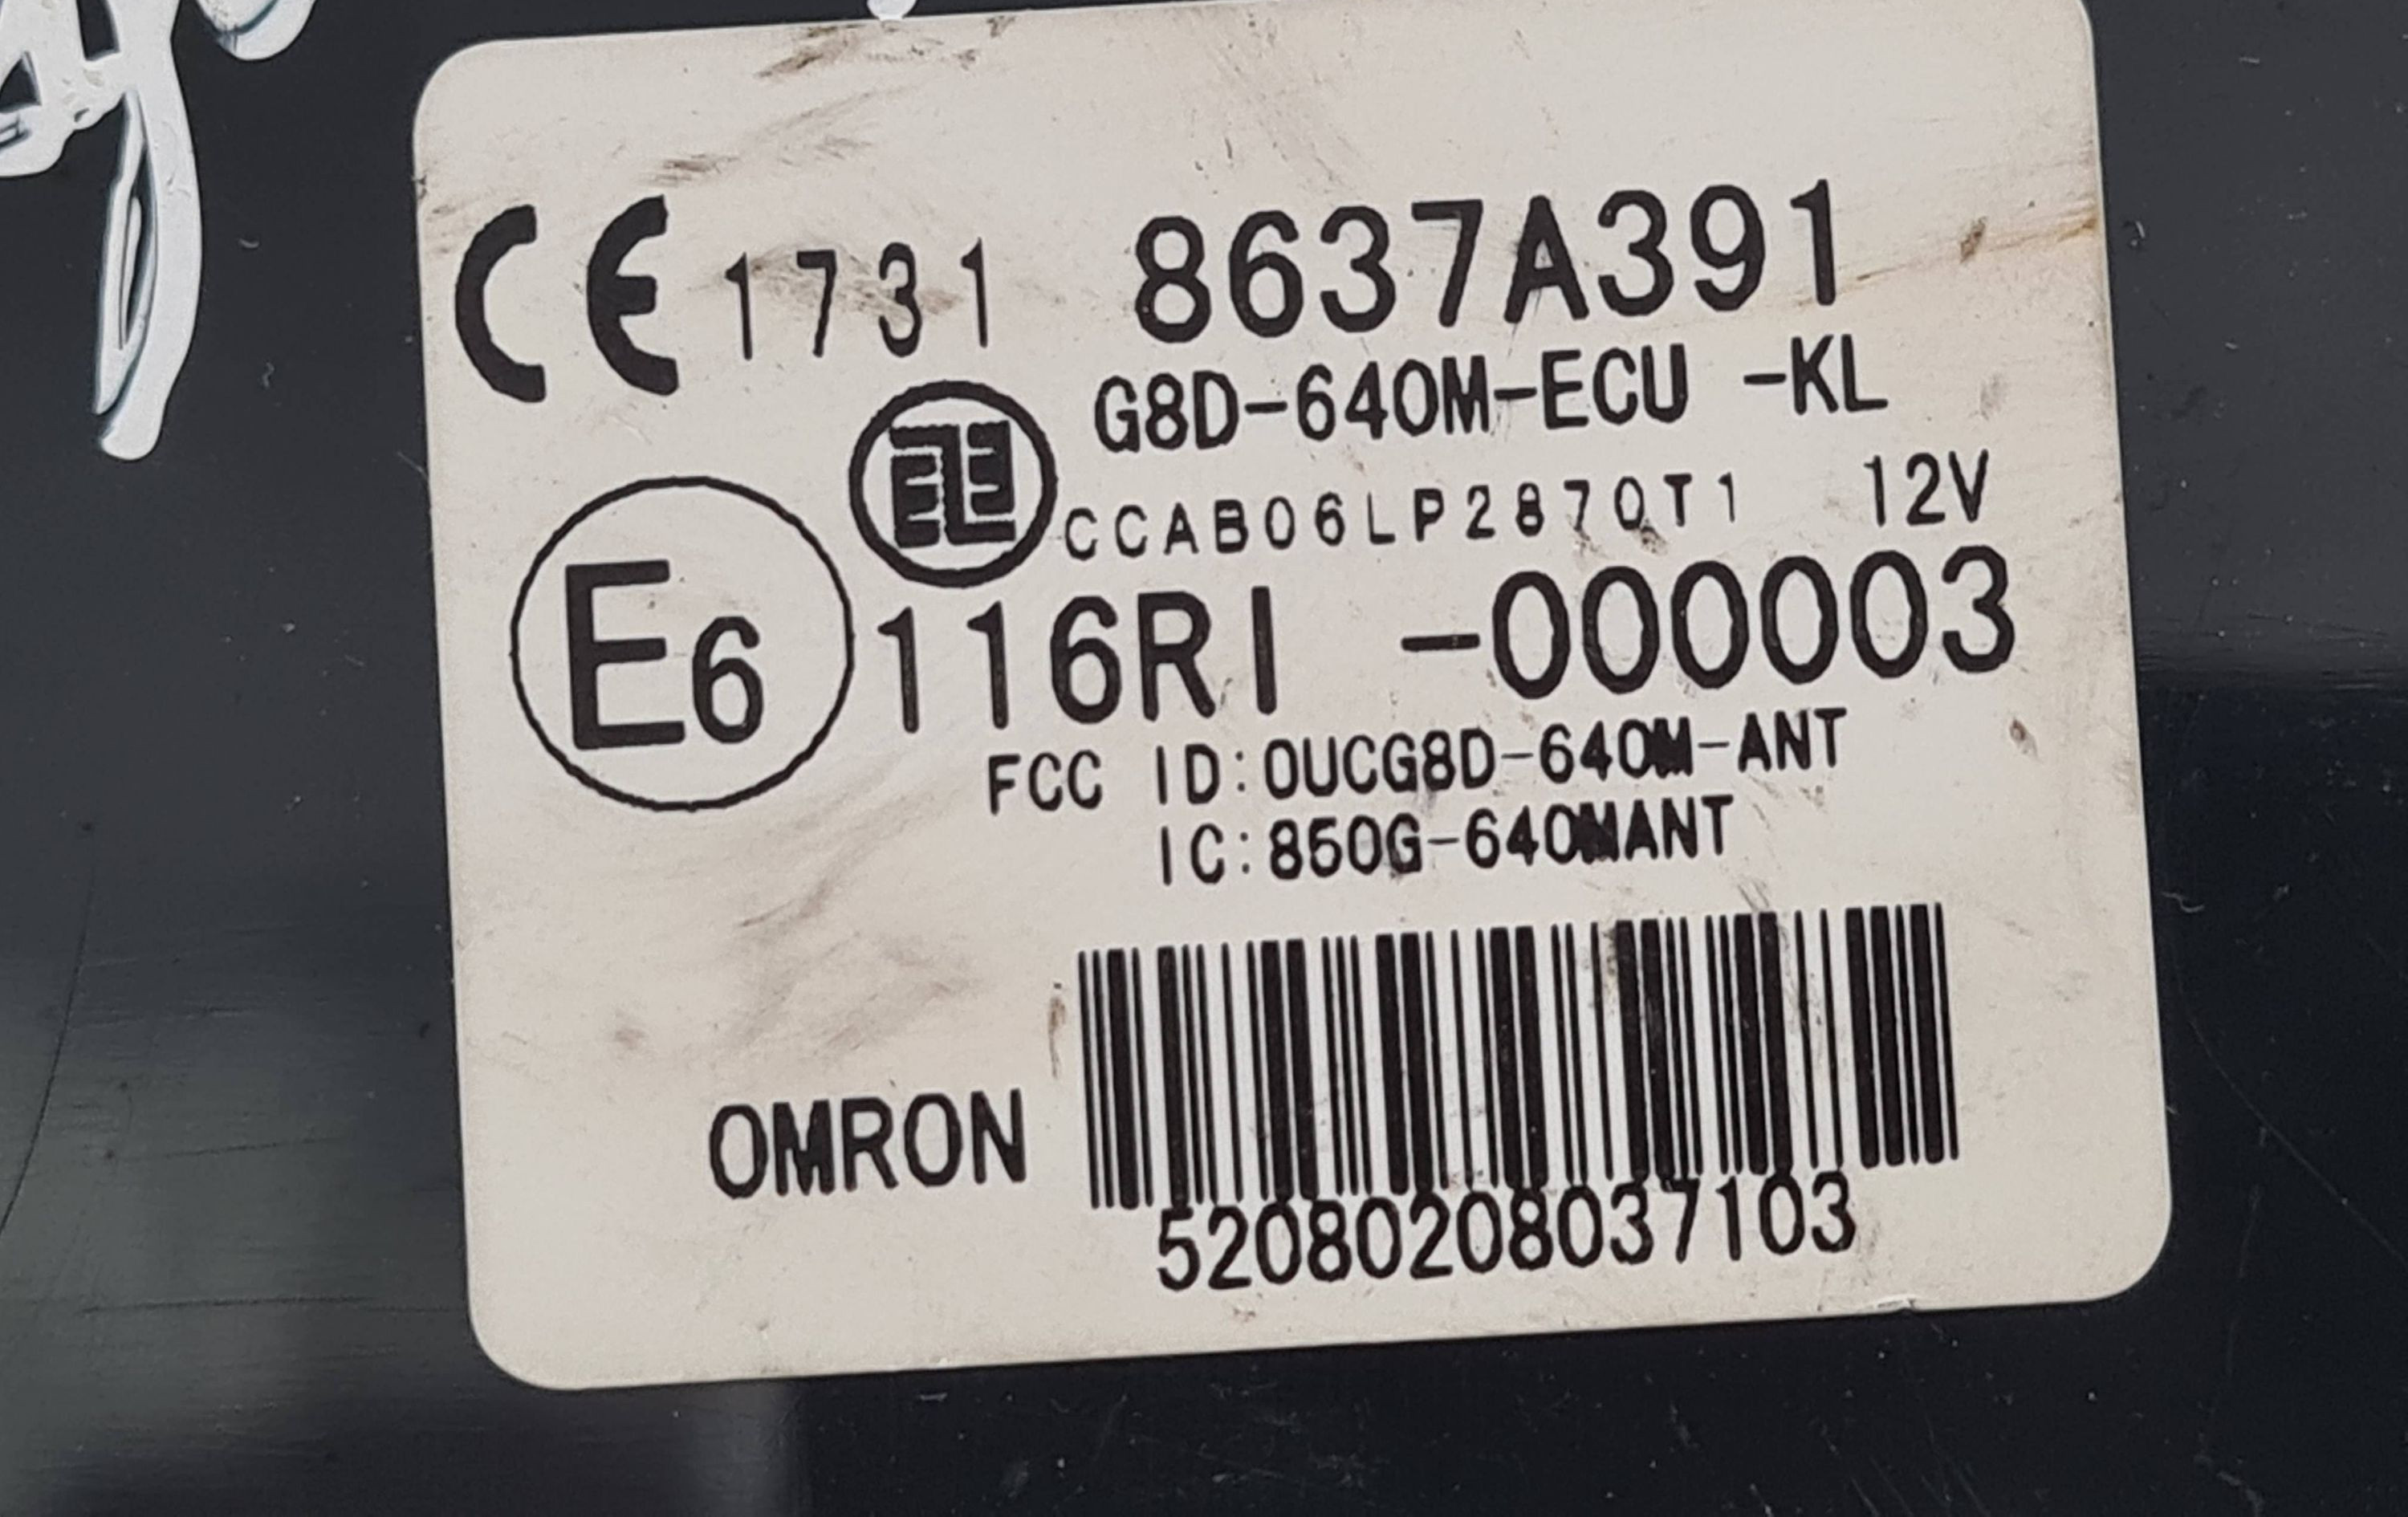 CE 1731 8637A391
G8D-640M-ECU -KL
CCAB06LP2870T1 12V
E6 116RI -000003
FCC ID:OUCG8D-640M-ANT
IC:850G-640MANT
OMRON
52080208037103